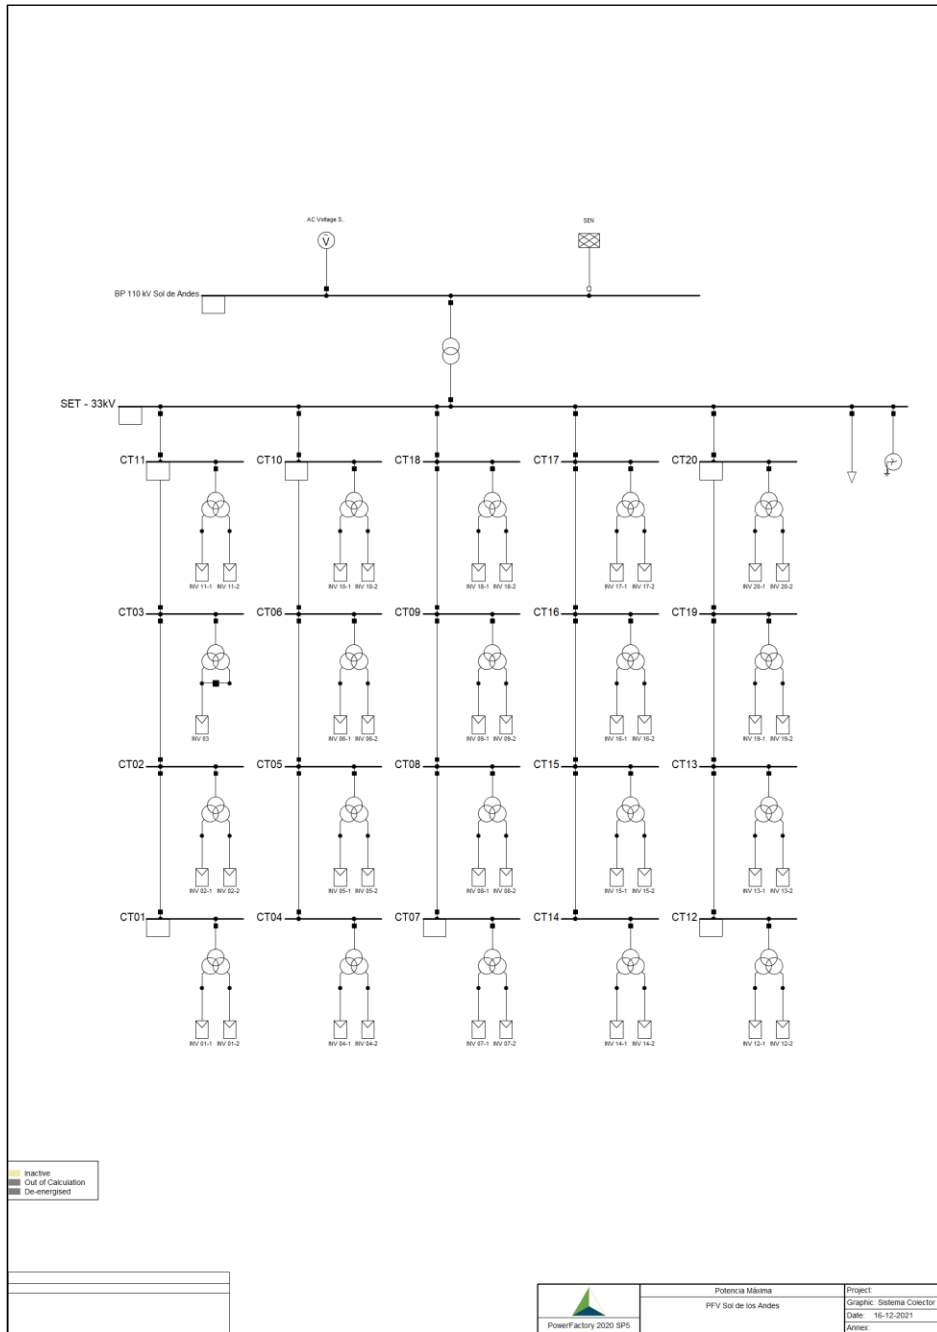 AC Voltage S..
SEN
BP 110 kV Sol de Andes
SET - 33kV
CT11
CT10
CT18
CT17
CT20
INV 11-1 INV 11-2
INV 10-1 INV 10-2
INV 18-1 INV 18-2
INV 17-1 INV 17-2
INV 20-1 INV 20-2
CT03
CT06
CT09
CT16
CT19
INV 03
INV 06-1 INV 06-2
INV 09-1 INV 09-2
INV 16-1 INV 16-2
INV 19-1 INV 19-2
CT02
CT05
CT08
CT15
CT13
INV 02-1 INV 02-2
INV 05-1 INV 05-2
INV 08-1 INV 08-2
INV 15-1 INV 15-2
INV 13-1 INV 13-2
CT01
CT04
CT07
CT14
CT12
INV 01-1 INV 01-2
INV 04-1 INV 04-2
INV 07-1 INV 07-2
INV 14-1 INV 14-2
INV 12-1 INV 12-2
Inactive
Out of Calculation
De-energised
PowerFactory 2020 SP5
Potencia Máxima
PFV Sol de los Andes
Project:
Graphic: Sistema Colector
Date: 16-12-2021
Annex: